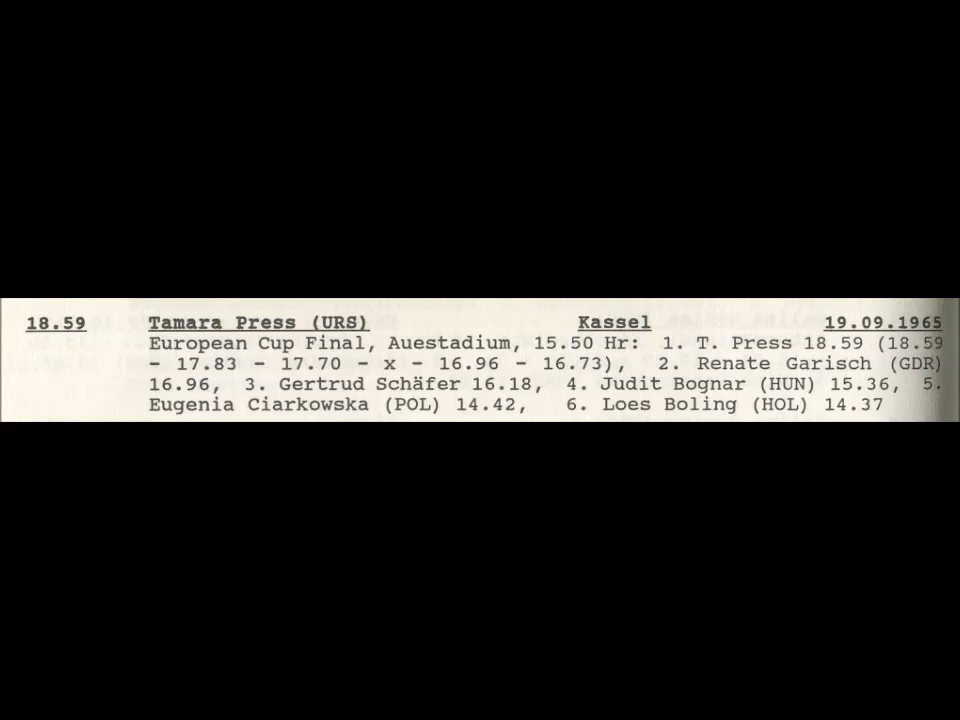 18.59 Tamara Press (URS) Kassel 19.09.1965
European Cup Final, Auestadium, 15.50 Hr: 1. T. Press 18.59 (18.59
- 17.83 - 17.70 - x - 16.96 - 16.73), 2. Renate Garisch (GDR)
16.96, 3. Gertrud Schäfer 16.18, 4. Judit Bognar (HUN) 15.36, 5.
Eugenia Ciarkowska (POL) 14.42, 6. Loes Boling (HOL) 14.37